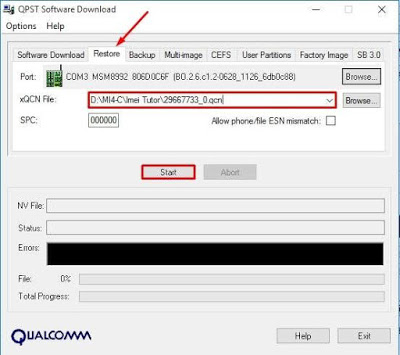 QPST Software Download
Options Help
Software Download Restore Backup Multi-image CEFS User Partitions Factory Image SB 3.0
Port: COM3 MSM8992 806D0C6F (BO.2.6.c1.2-0628_1126_6db0c88) Browse...
xQCN File: D:\MI4-C\Imei Tutor\29667733_0.qcn Browse...
SPC: 000000 Allow phone/file ESN mismatch:
Start Abort
NV File:
Status:
Errors:
File: 0%
Total Progress:
QUALCOMM Help Exit